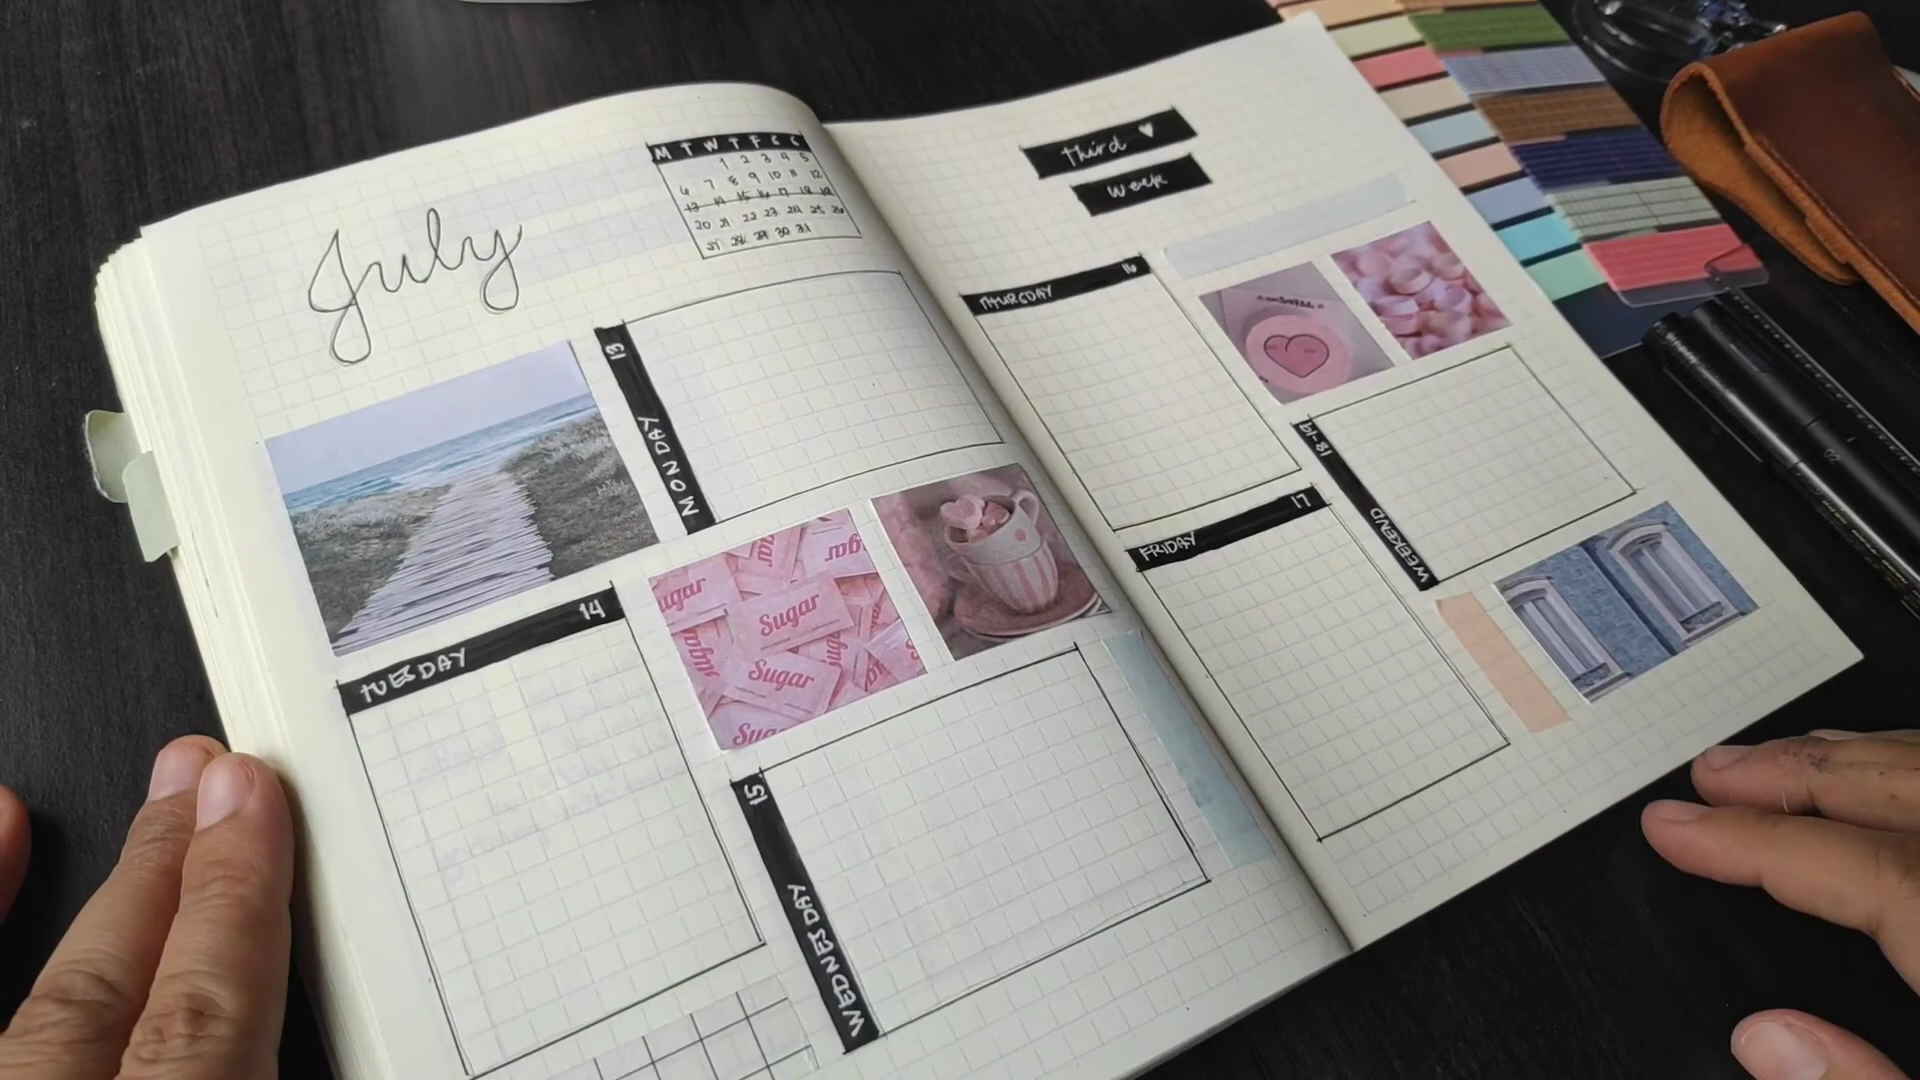 July
M T W T F S S
1 2 3 4 5
6 7 8 9 10 11 12
13 14 15 16 17 18 19
20 21 22 23 24 25 26
27 28 29 30 31
13
MONDAY
14
TUESDAY
ugar
Sugar
Sugar
Sugar
15
WEDNESDAY
third
week
16
THURSDAY
17
FRIDAY
18-19
WEEKEND